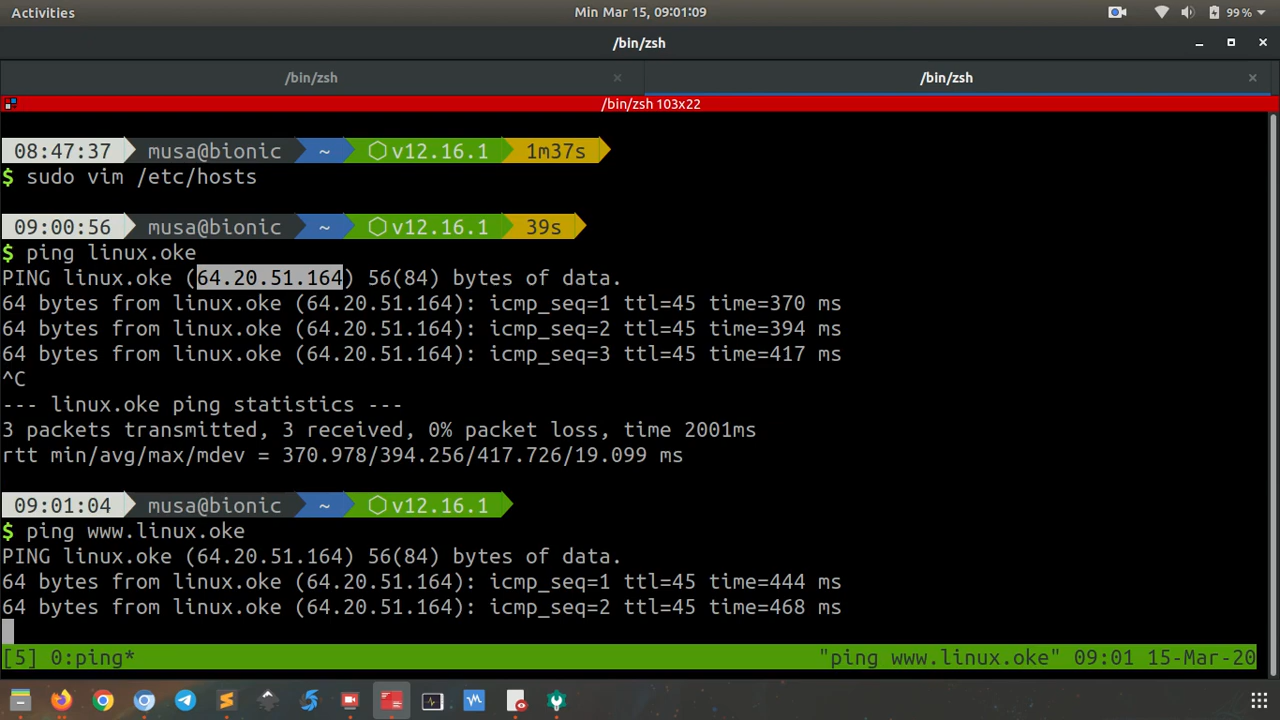 Activities
Min Mar 15, 09:01:09
99 %
/bin/zsh
/bin/zsh
/bin/zsh
/bin/zsh 103x22
08:47:37 musa@bionic ~ v12.16.1 1m37s
$ sudo vim /etc/hosts
09:00:56 musa@bionic ~ v12.16.1 39s
$ ping linux.oke
PING linux.oke (64.20.51.164) 56(84) bytes of data.
64 bytes from linux.oke (64.20.51.164): icmp_seq=1 ttl=45 time=370 ms
64 bytes from linux.oke (64.20.51.164): icmp_seq=2 ttl=45 time=394 ms
64 bytes from linux.oke (64.20.51.164): icmp_seq=3 ttl=45 time=417 ms
^C
--- linux.oke ping statistics ---
3 packets transmitted, 3 received, 0% packet loss, time 2001ms
rtt min/avg/max/mdev = 370.978/394.256/417.726/19.099 ms
09:01:04 musa@bionic ~ v12.16.1
$ ping www.linux.oke
PING linux.oke (64.20.51.164) 56(84) bytes of data.
64 bytes from linux.oke (64.20.51.164): icmp_seq=1 ttl=45 time=444 ms
64 bytes from linux.oke (64.20.51.164): icmp_seq=2 ttl=45 time=468 ms
[5] 0:ping* "ping www.linux.oke" 09:01 15-Mar-20